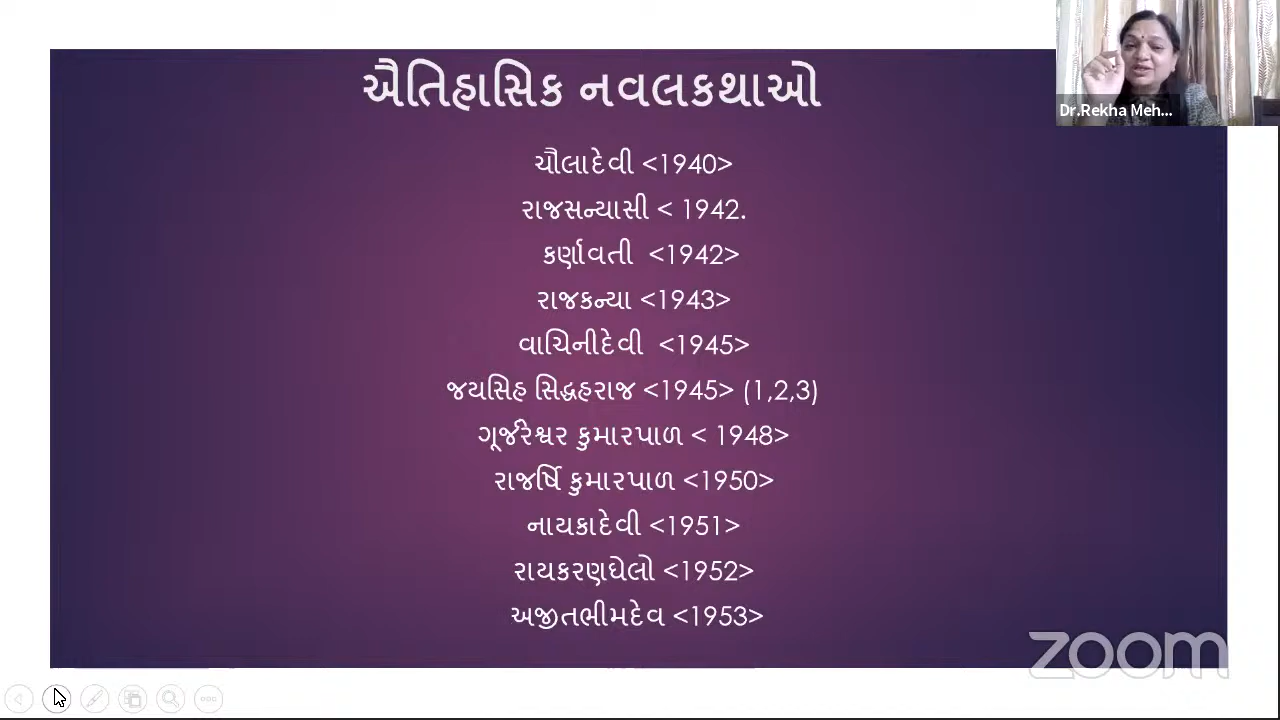 ઐતિહાસિક નવલકથાઓ
Dr.Rekha Meh...
ચૌલાદેવી <1940>
રાજસન્યાસી < 1942.
કર્ણાવતી <1942>
રાજકન્યા <1943>
વાચિનીદેવી <1945>
જયસિહ સિદ્ધહરાજ <1945> (1,2,3)
ગૂર્જરેશ્વર કુમારપાળ < 1948>
રાજર્ષિ કુમારપાળ <1950>
નાયકાદેવી <1951>
રાયકરણઘેલો <1952>
અજીતભીમદેવ <1953>
zoom